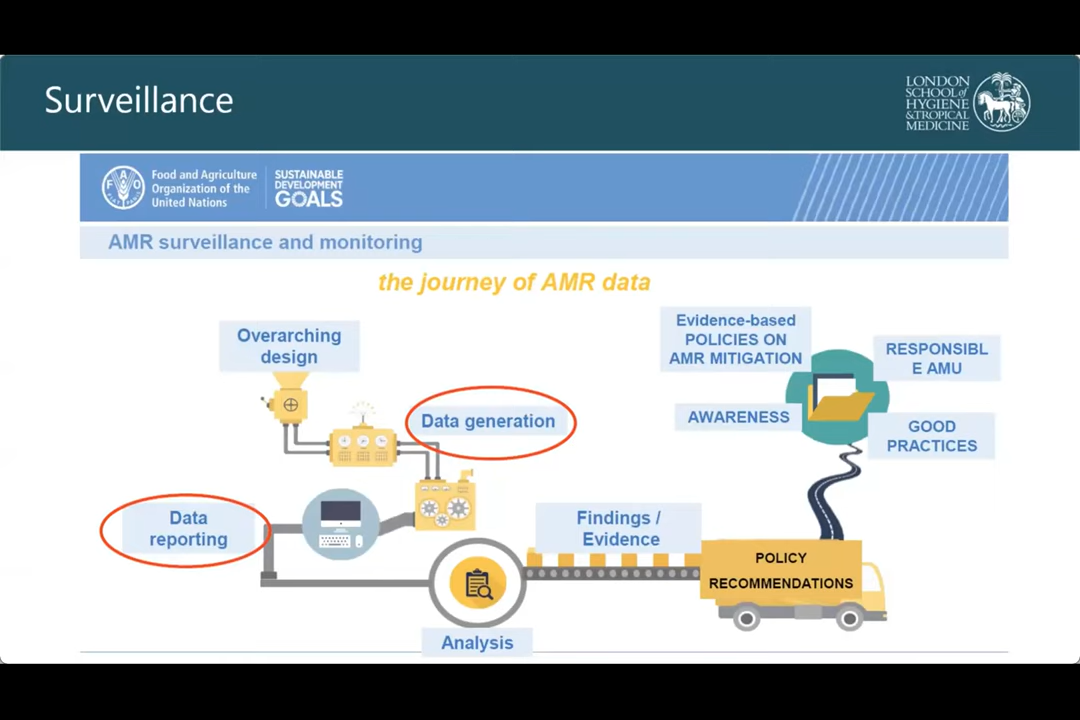 Surveillance
LONDON
SCHOOL of
HYGIENE
& TROPICAL
MEDICINE
F A O
Food and Agriculture
Organization of the
United Nations
SUSTAINABLE
DEVELOPMENT
GOALS
AMR surveillance and monitoring
the journey of AMR data
Overarching
design
Data generation
Data
reporting
Analysis
Findings /
Evidence
POLICY
RECOMMENDATIONS
Evidence-based
POLICIES ON
AMR MITIGATION
RESPONSIBL
E AMU
AWARENESS
GOOD
PRACTICES